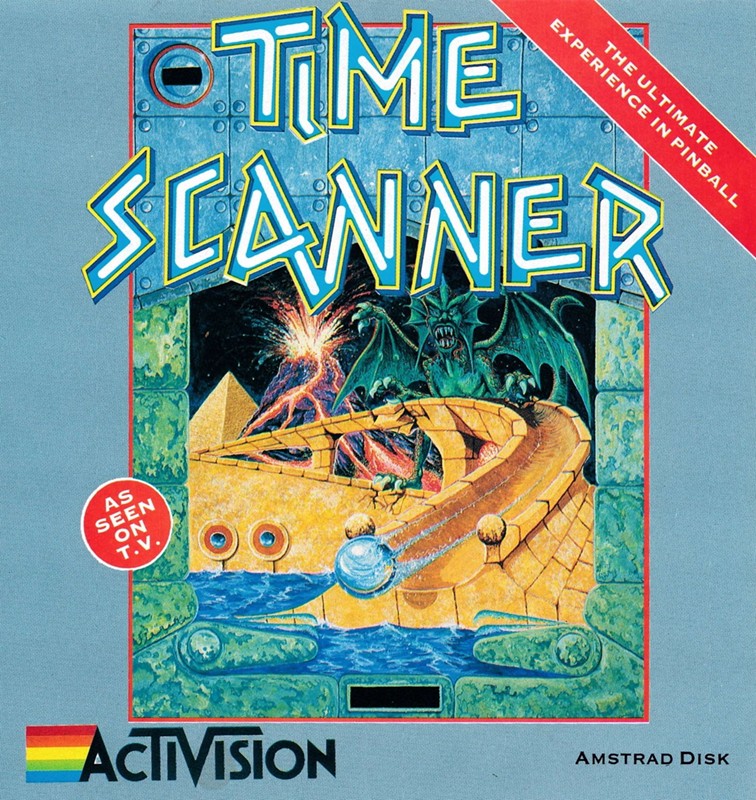 TIME
SCANNER
THE ULTIMATE
EXPERIENCE IN PINBALL
AS
SEEN
ON
T.V.
ACTIVISION
AMSTRAD DISK